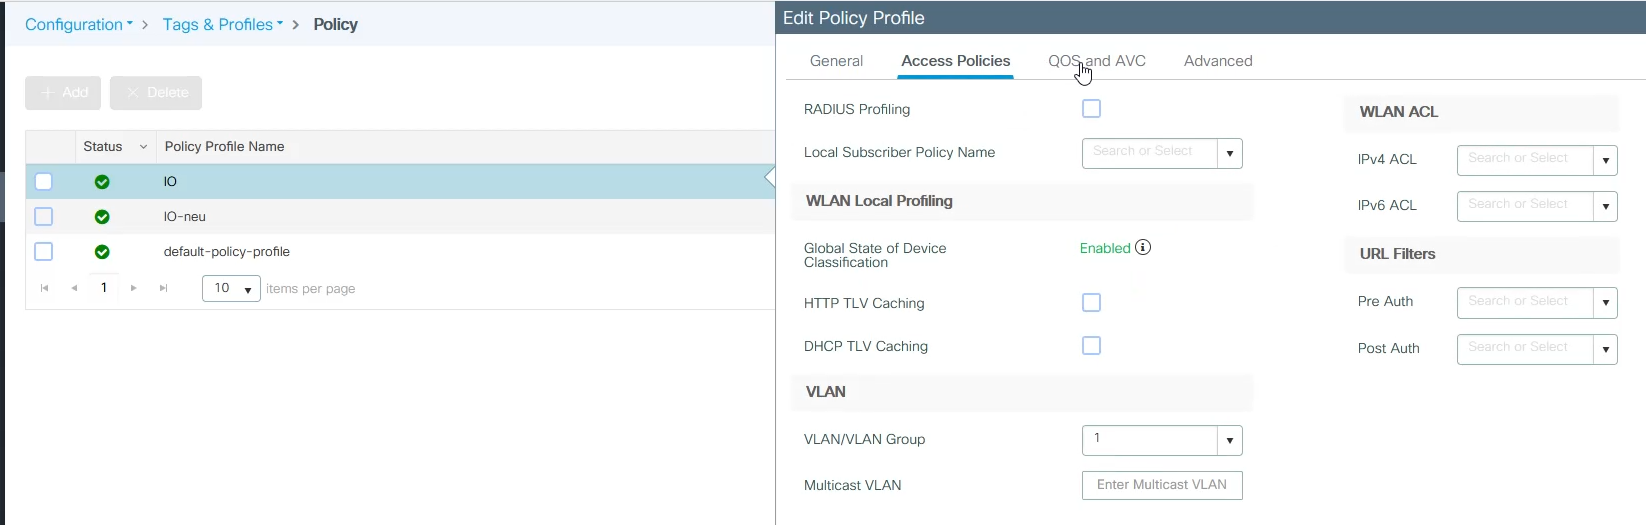 Configuration > Tags & Profiles > Policy
+ Add × Delete
Status Policy Profile Name
IO
IO-neu
default-policy-profile
1 10 items per page
Edit Policy Profile
General Access Policies QOS and AVC Advanced
RADIUS Profiling
Local Subscriber Policy Name Search or Select
WLAN Local Profiling
Global State of Device
Classification
Enabled
HTTP TLV Caching
DHCP TLV Caching
VLAN
VLAN/VLAN Group 1
Multicast VLAN Enter Multicast VLAN
WLAN ACL
IPv4 ACL Search or Select
IPv6 ACL Search or Select
URL Filters
Pre Auth Search or Select
Post Auth Search or Select